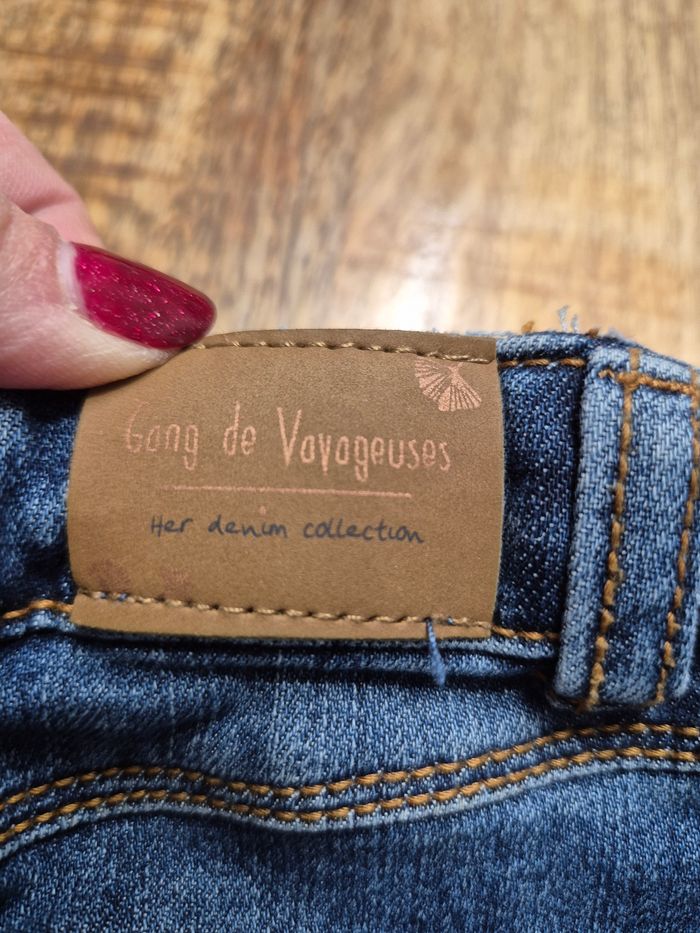 Gang de Voyageuses
Her denim collection